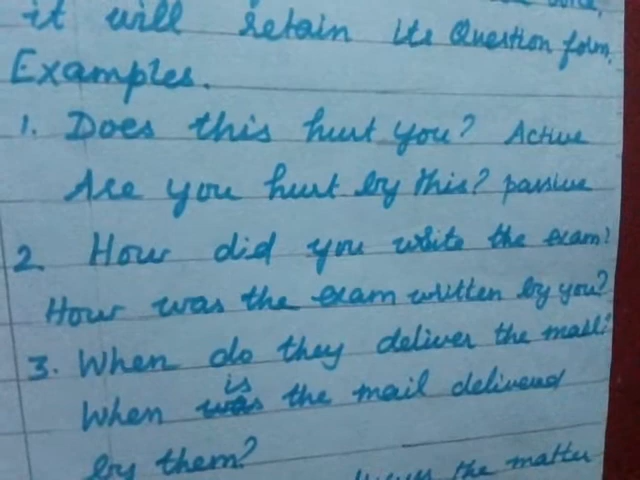 it will retain its Question form.
Examples.
1. Does this hurt you? Active
Are you hurt by this? passive
2. How did you write the exam?
How was the exam written by you?
3. When do they deliver the mail?
is
When was the mail delivered
by them?
the matter